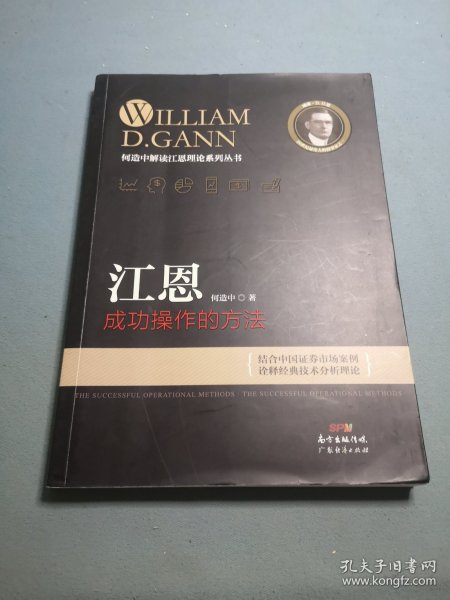 WILLIAM
D.GANN
何造中解读江恩理论系列丛书
江恩
何造中 著
成功操作的方法
结合中国证券市场案例
诠释经典技术分析理论
THE SUCCESSFUL OPERATIONAL METHODS THE SUCCESSFUL OPERATIONAL METHODS
SPM
南方出版传媒
广东经济出版社
孔夫子旧书网
www.kongfz.com